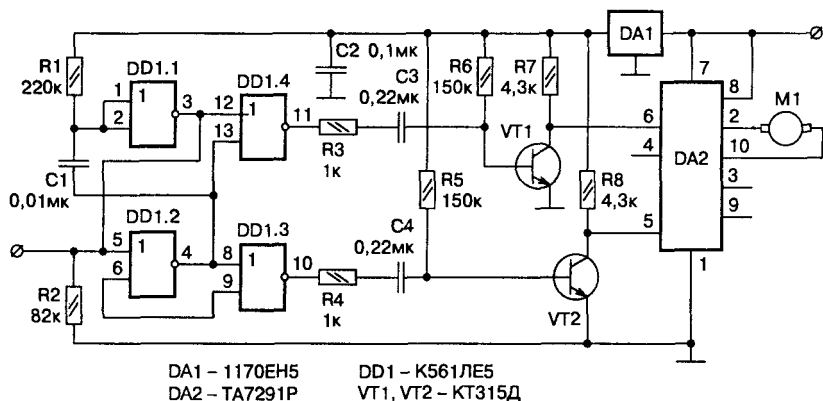 R1
220к
DD1.1
1
2
1
3
C1
0,01мк
DD1.2
5
6
1
4
R2
82к
DD1.4
12
13
1
11
DD1.3
8
9
1
10
C2 0,1мк
C3
0,22мк
R3
1к
C4
0,22мк
R4
1к
R5
150к
R6
150к
R7
4,3к
VT1
R8
4,3к
VT2
DA1
DA2
7
8
6
2
4
10
3
9
5
1
M1
DA1 – 1170ЕН5 DD1 – К561ЛЕ5
DA2 – TA7291P VT1, VT2 – КТ315Д